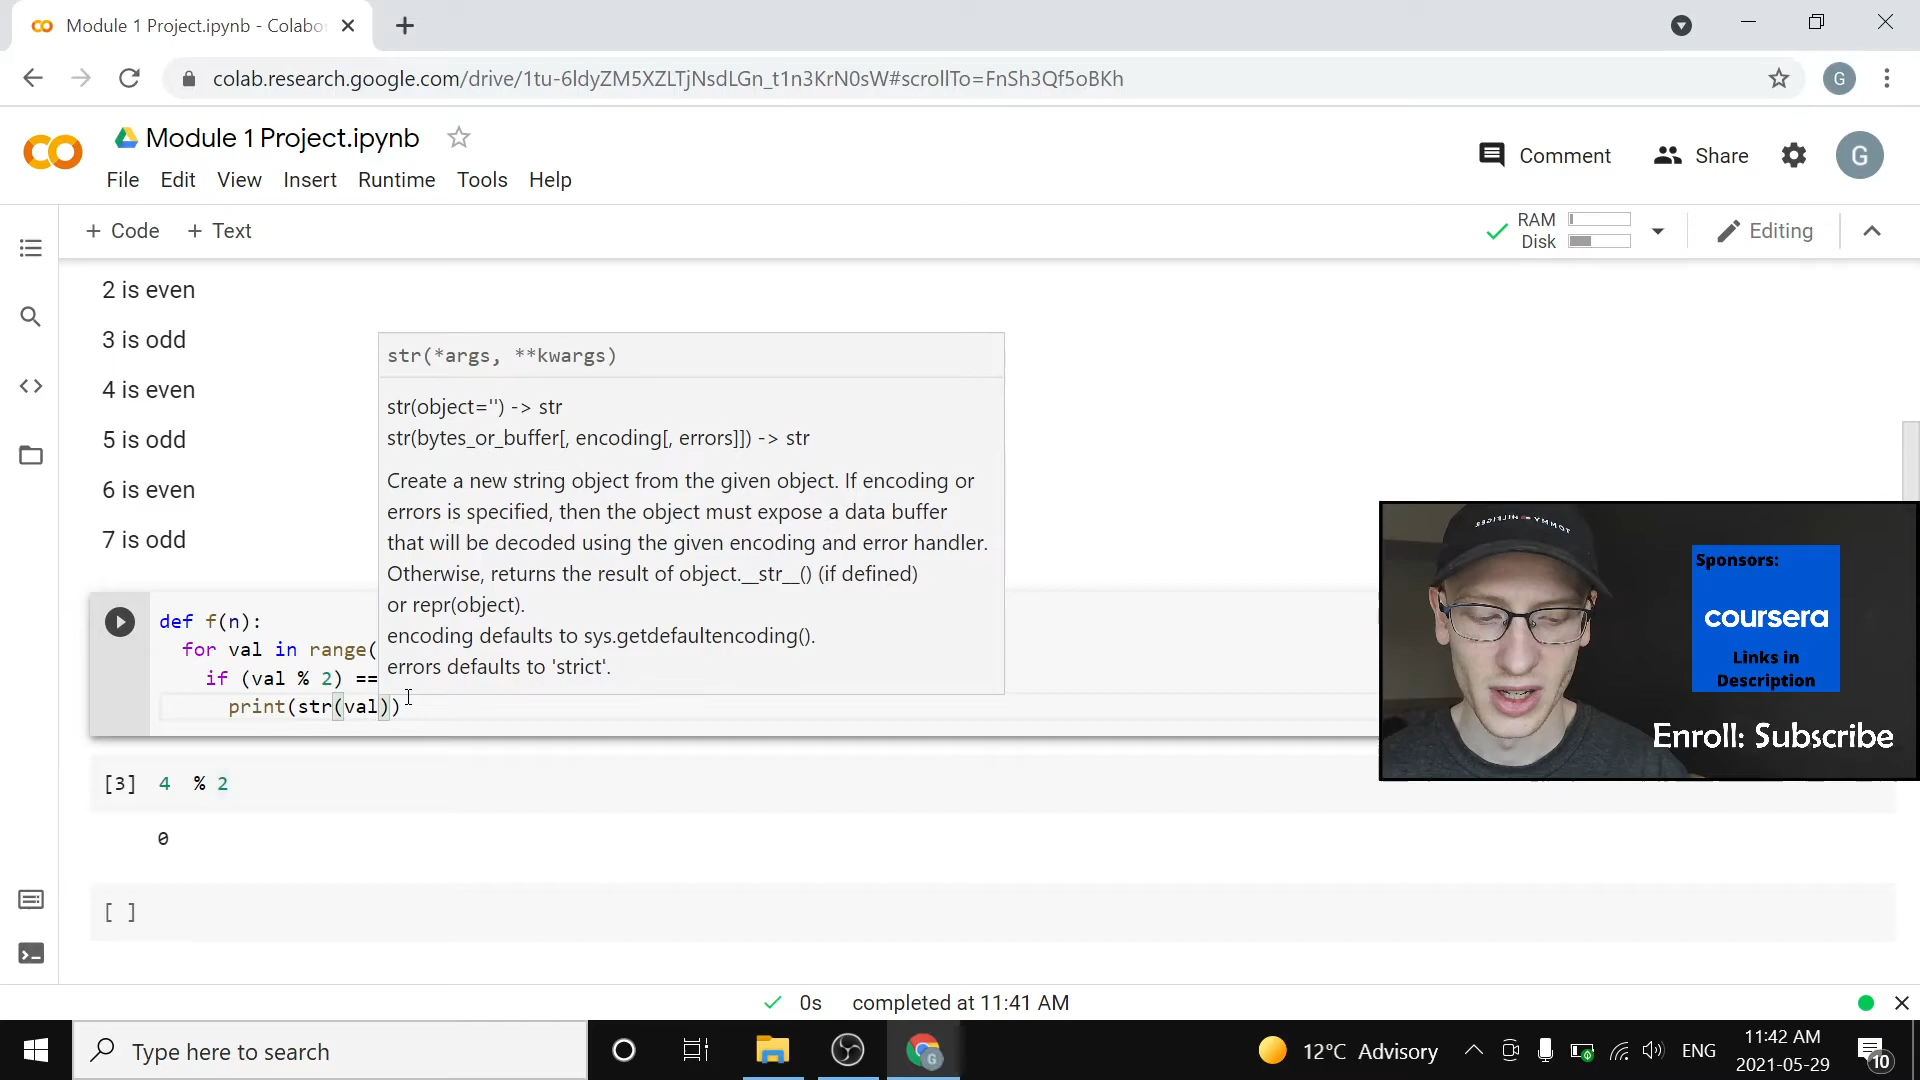 Module 1 Project.ipynb - Colabo
colab.research.google.com/drive/1tu-6ldyZM5XZLTjNsdLGn_t1n3KrN0sW#scrollTo=FnSh3Qf5oBKh
G
Module 1 Project.ipynb
Comment
Share
G
File Edit View Insert Runtime Tools Help
+ Code + Text
RAM
Disk
Editing
2 is even
3 is odd
4 is even
5 is odd
6 is even
7 is odd
str(*args, **kwargs)
str(object='') -> str
str(bytes_or_buffer[, encoding[, errors]]) -> str
Create a new string object from the given object. If encoding or
errors is specified, then the object must expose a data buffer
that will be decoded using the given encoding and error handler.
Otherwise, returns the result of object.__str__() (if defined)
or repr(object).
encoding defaults to sys.getdefaultencoding().
errors defaults to 'strict'.
def f(n):
for val in range(
if (val % 2) ==
print(str(val))
[3] 4 % 2
0
[ ]
TOMMY HILFIGER
Sponsors:
coursera
Links in
Description
Enroll: Subscribe
0s completed at 11:41 AM
Type here to search
G
12°C Advisory
ENG
11:42 AM
2021-05-29
10